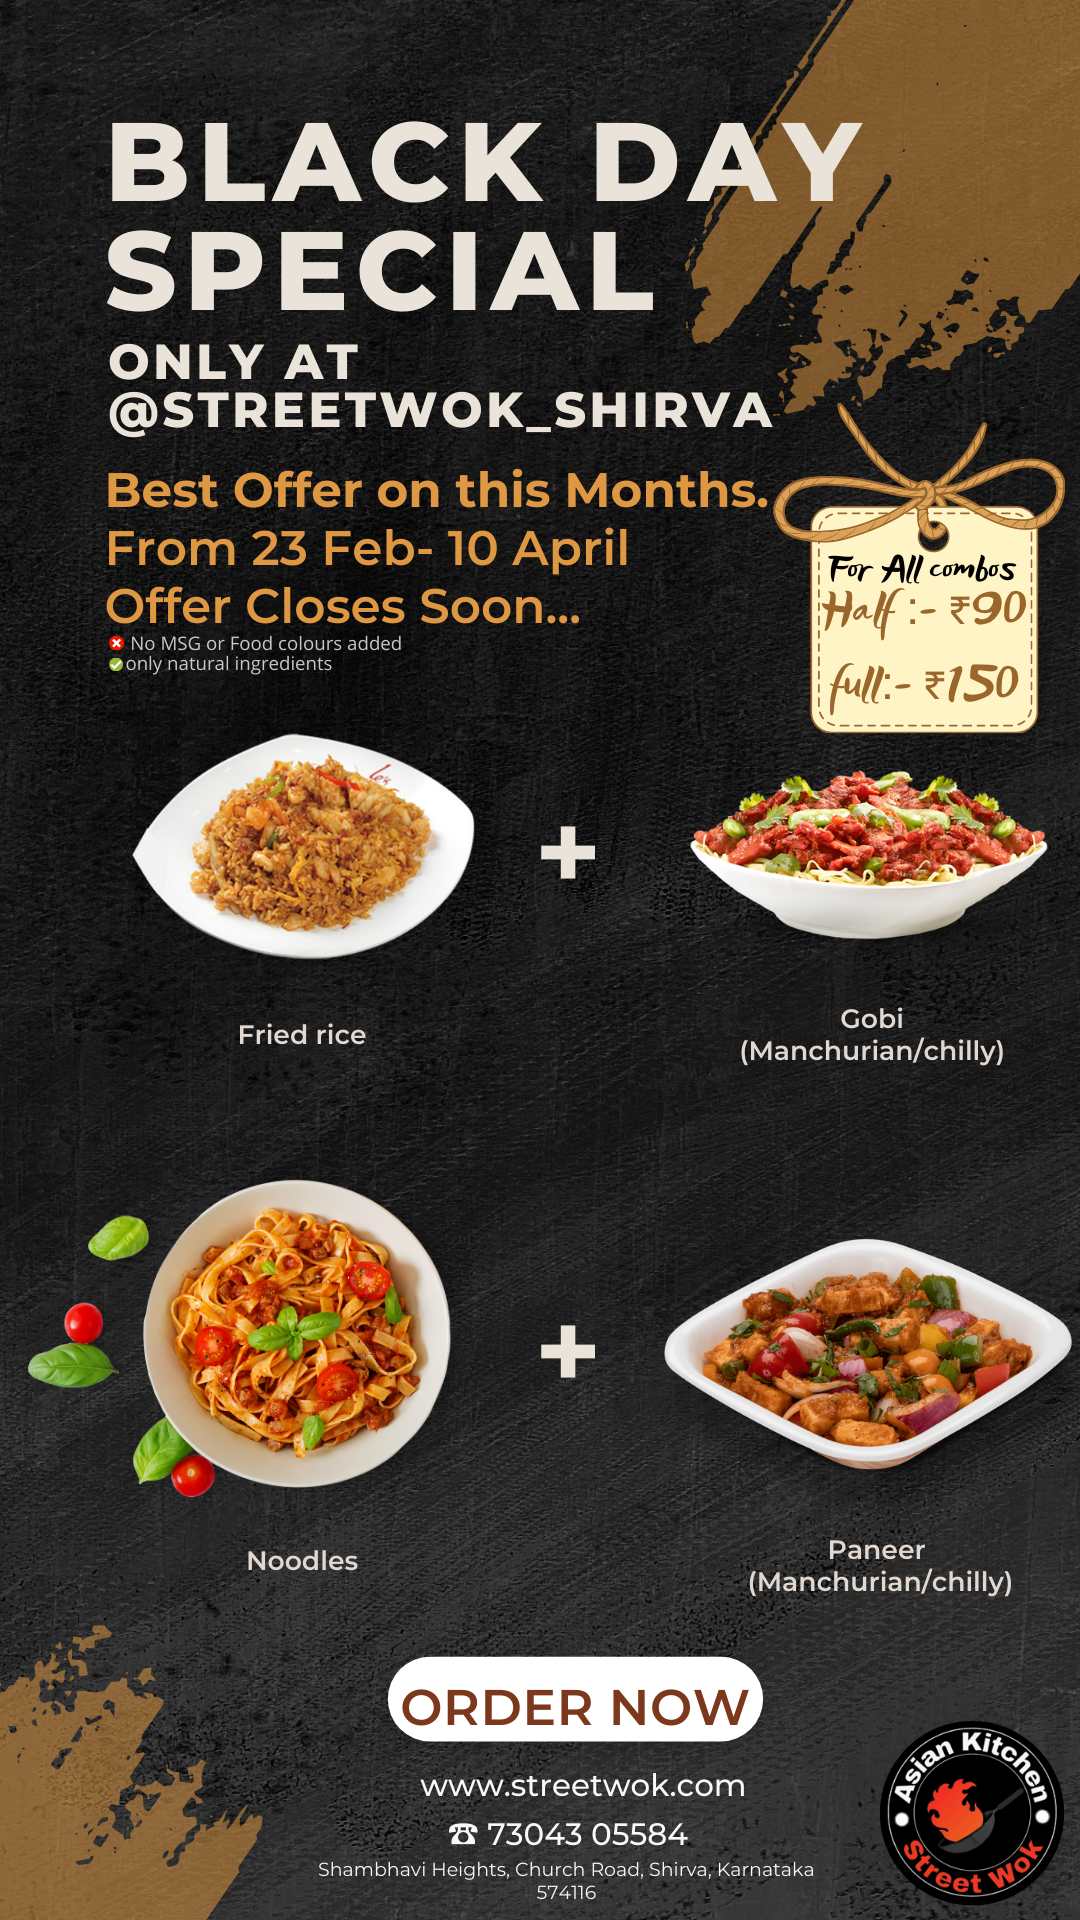 BLACK DAY
SPECIAL
ONLY AT
@STREETWOK_SHIRVA
Best Offer on this Months.
From 23 Feb- 10 April
Offer Closes Soon...
No MSG or Food colours added
only natural ingredients
For All combos
Half :- ₹90
full:- ₹150
+
Fried rice
Gobi
(Manchurian/chilly)
+
Noodles
Paneer
(Manchurian/chilly)
ORDER NOW
www.streetwok.com
☎ 73043 05584
Shambhavi Heights, Church Road, Shirva, Karnataka
574116
Asian Kitchen
Street Wok